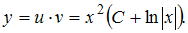 y = u · v = x²(C + ln|x|).